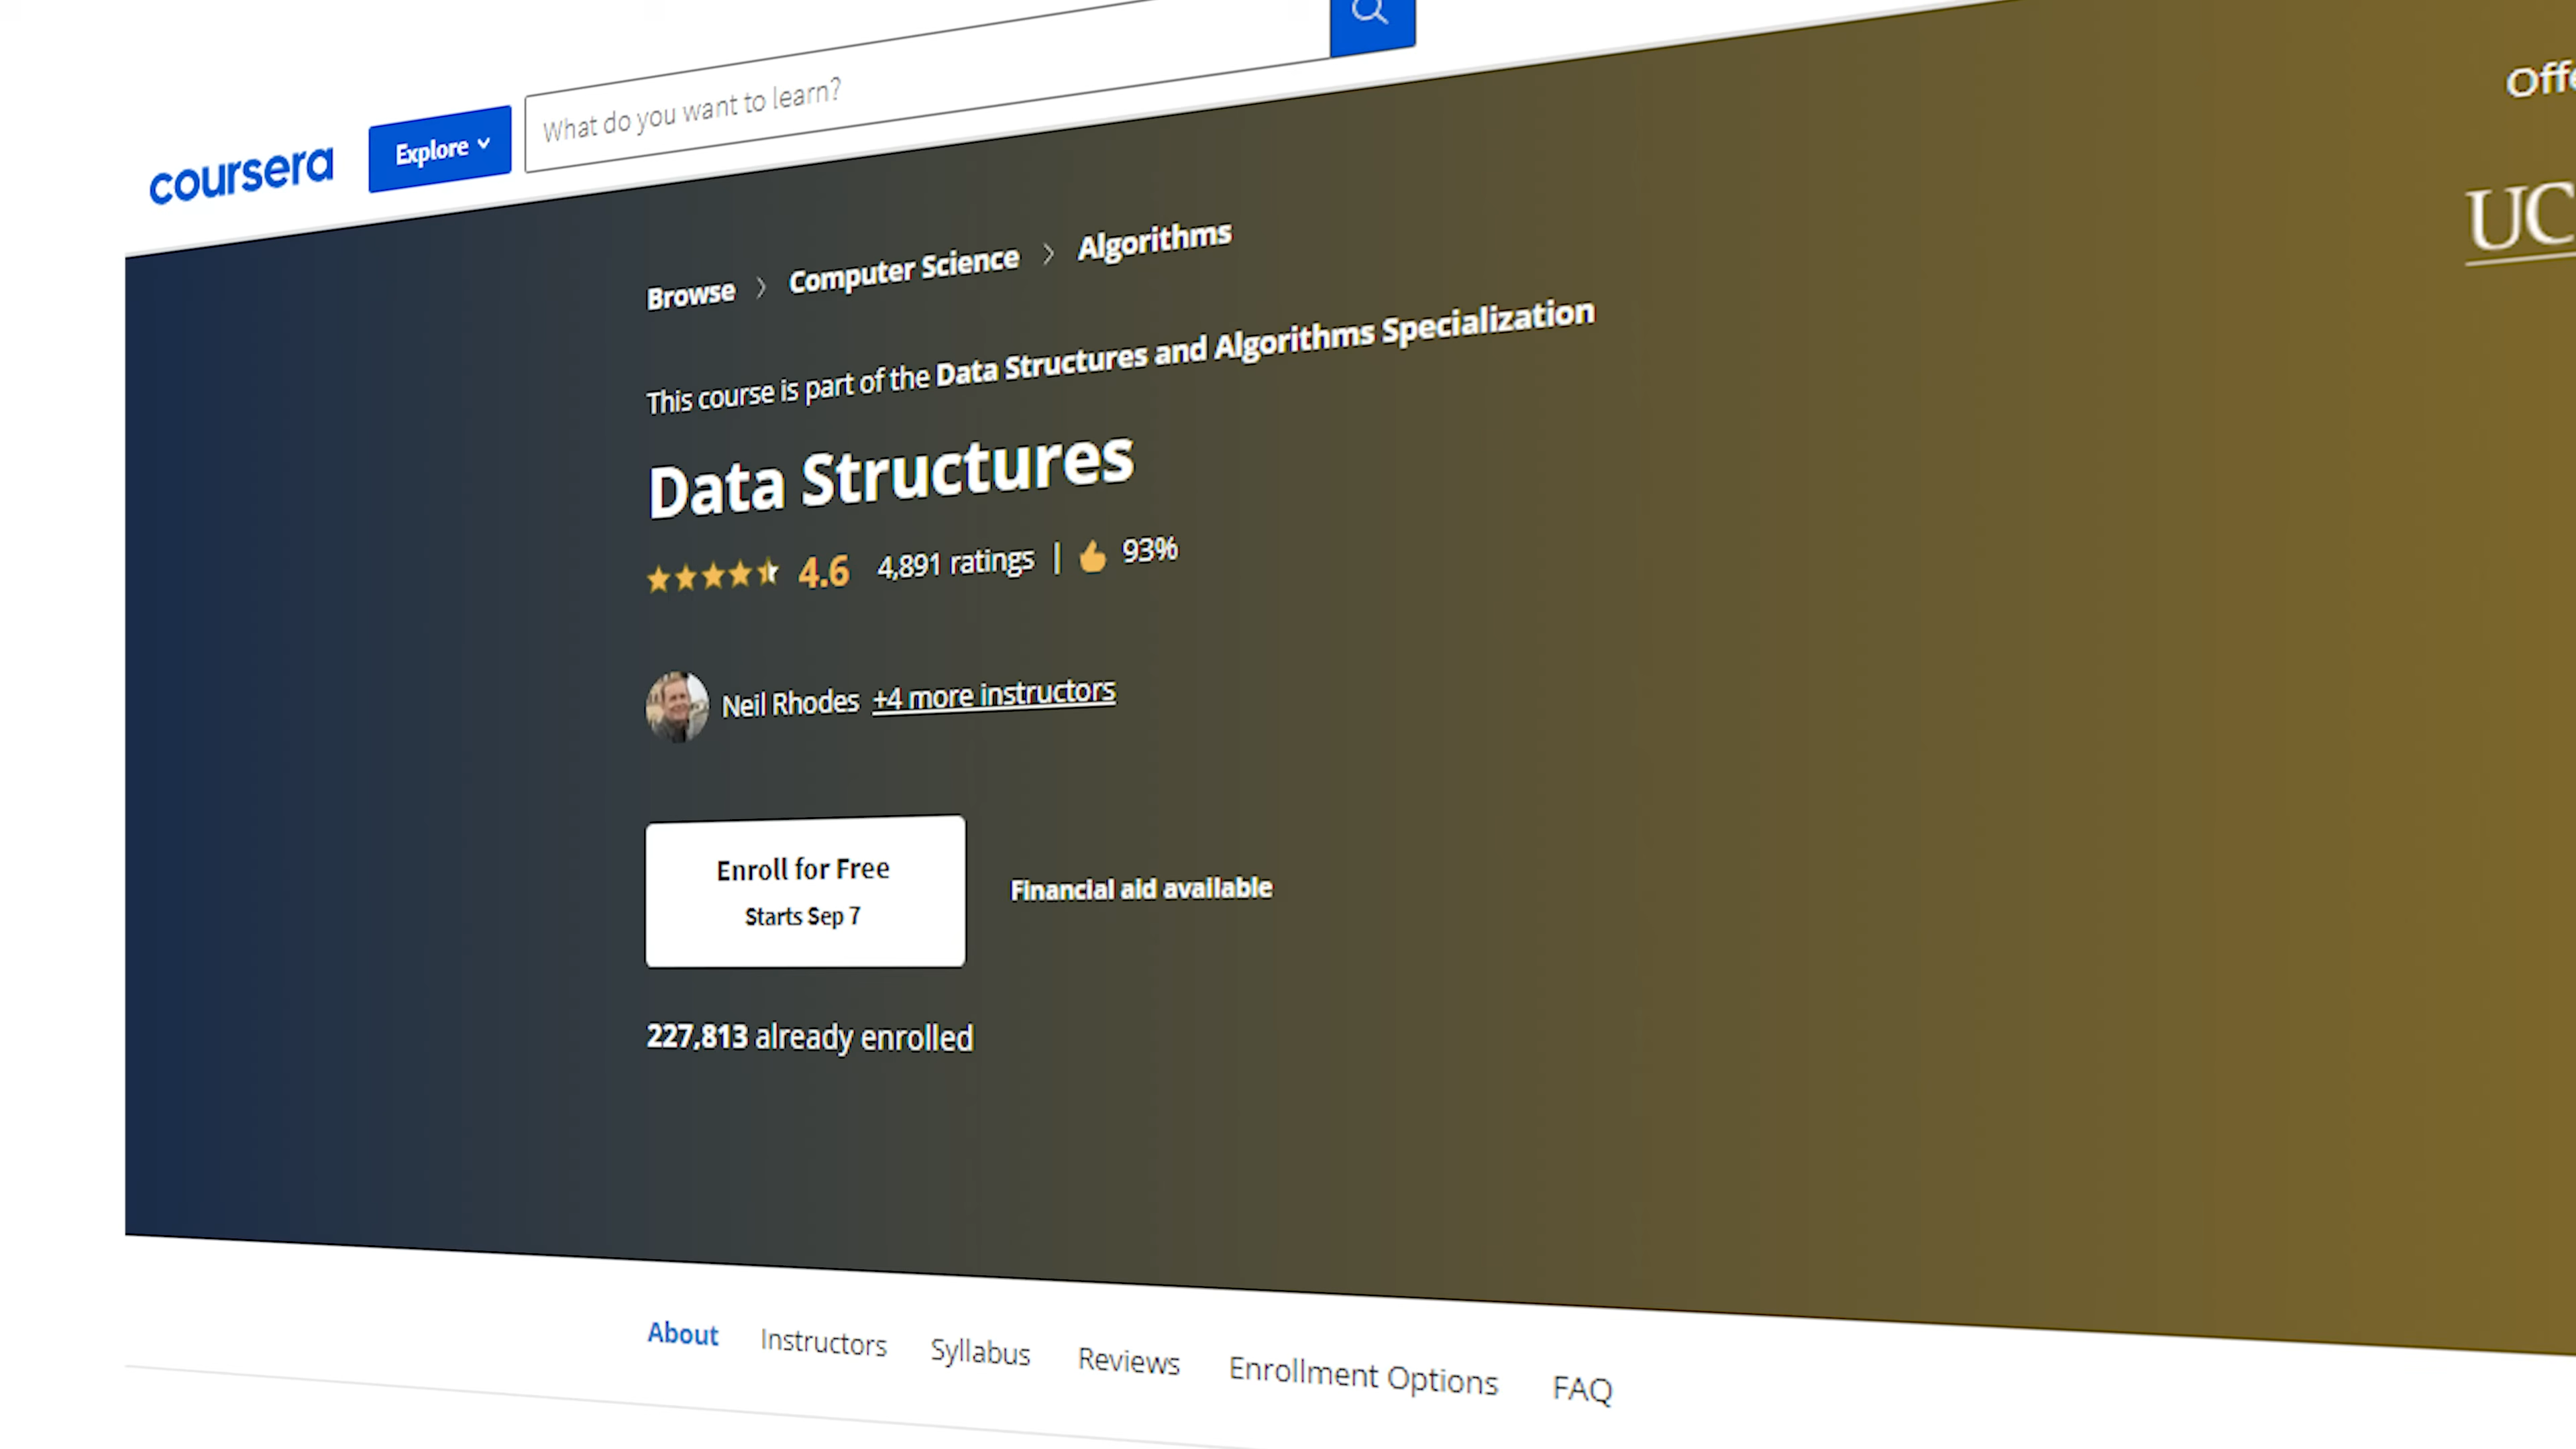 coursera
Explore
What do you want to learn?
Browse > Computer Science > Algorithms
This course is part of the Data Structures and Algorithms Specialization
Data Structures
4.6 4,891 ratings | 93%
Neil Rhodes +4 more instructors
Enroll for Free
Starts Sep 7
Financial aid available
227,813 already enrolled
UC
About Instructors Syllabus Reviews Enrollment Options FAQ